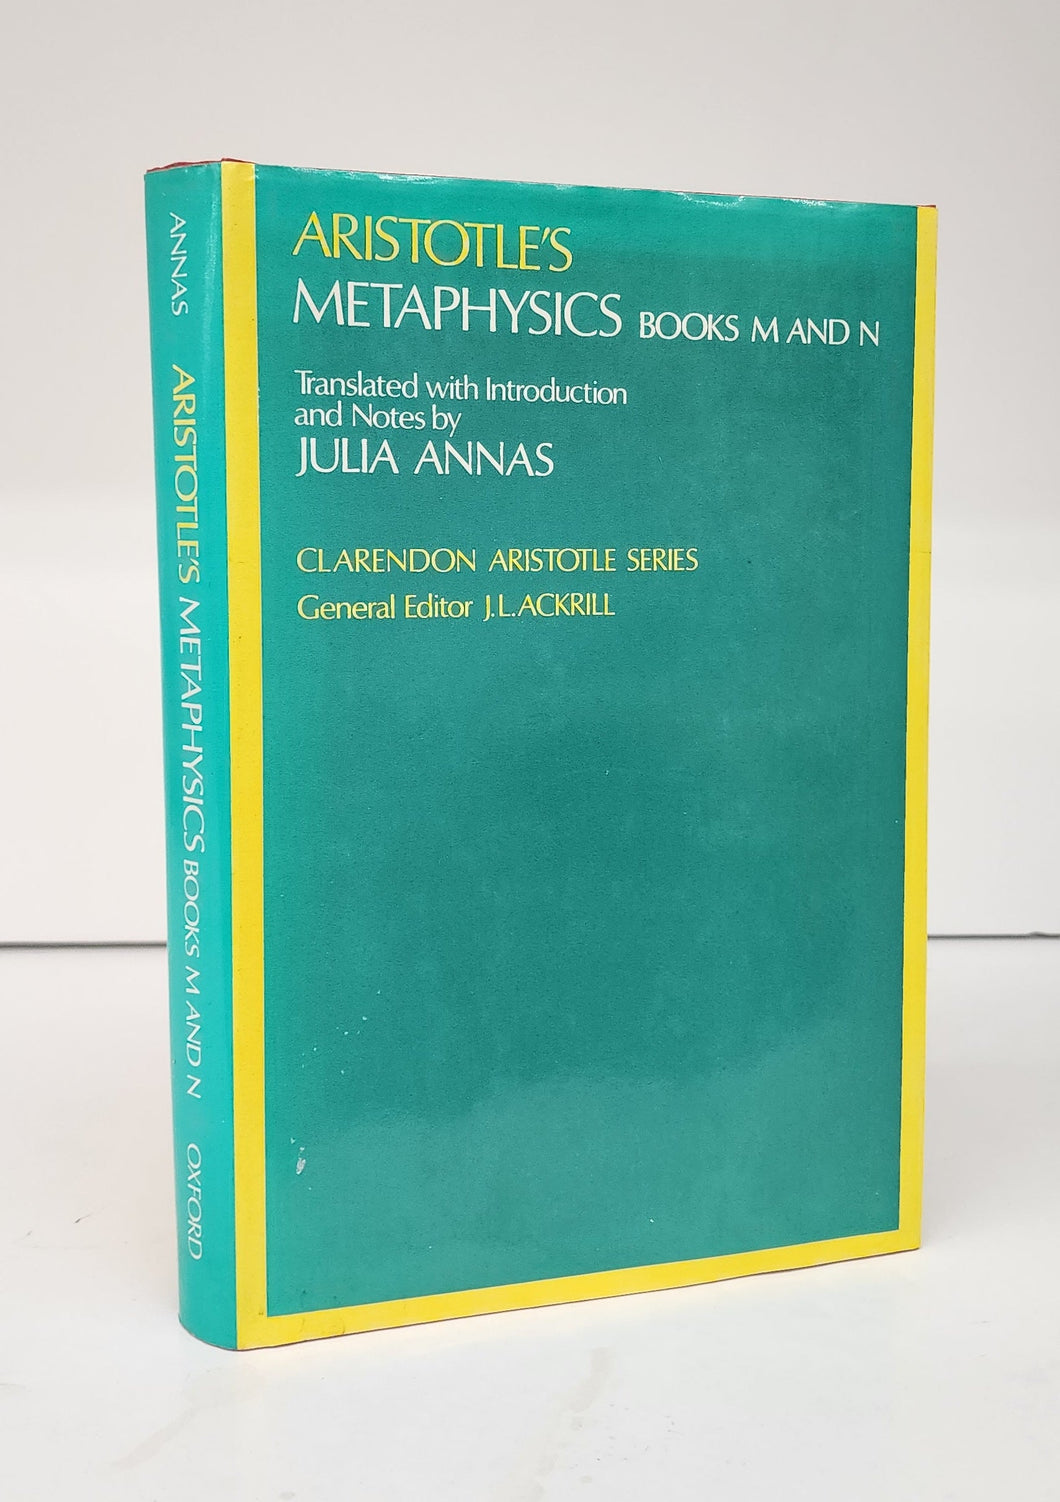 ARISTOTLE'S
METAPHYSICS BOOKS M AND N
Translated with Introduction
and Notes by
JULIA ANNAS
CLARENDON ARISTOTLE SERIES
General Editor J.L.ACKRILL
ANNAS ARISTOTLE'S METAPHYSICS BOOKS M AND N OXFORD